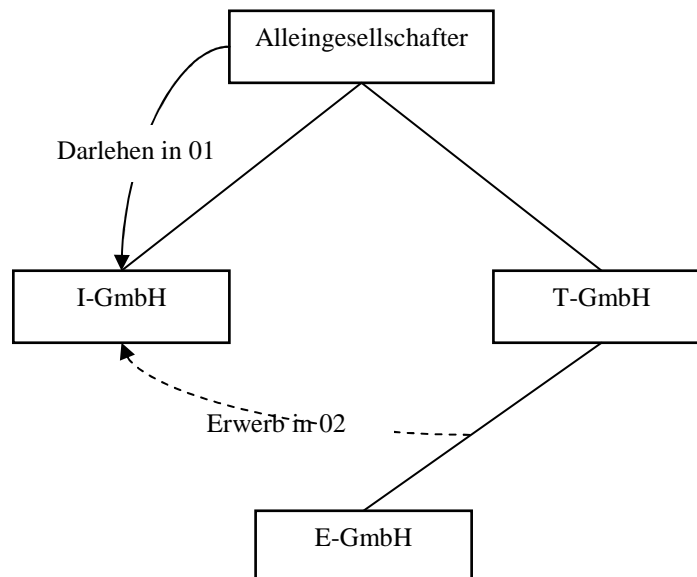 Alleingesellschafter
Darlehen in 01
I-GmbH
T-GmbH
Erwerb in 02
E-GmbH